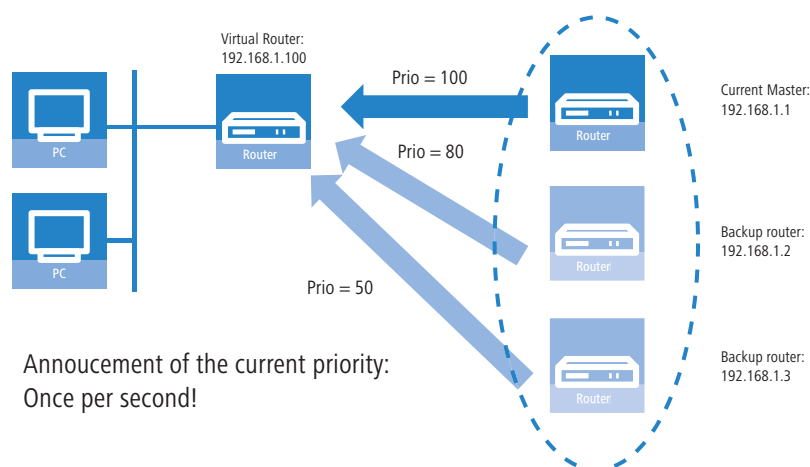 Virtual Router:
192.168.1.100
Prio = 100
Current Master:
192.168.1.1
PC
Router
Router
Prio = 80
PC
Router
Backup router:
192.168.1.2
Prio = 50
Annoucement of the current priority:
Once per second!
Router
Backup router:
192.168.1.3